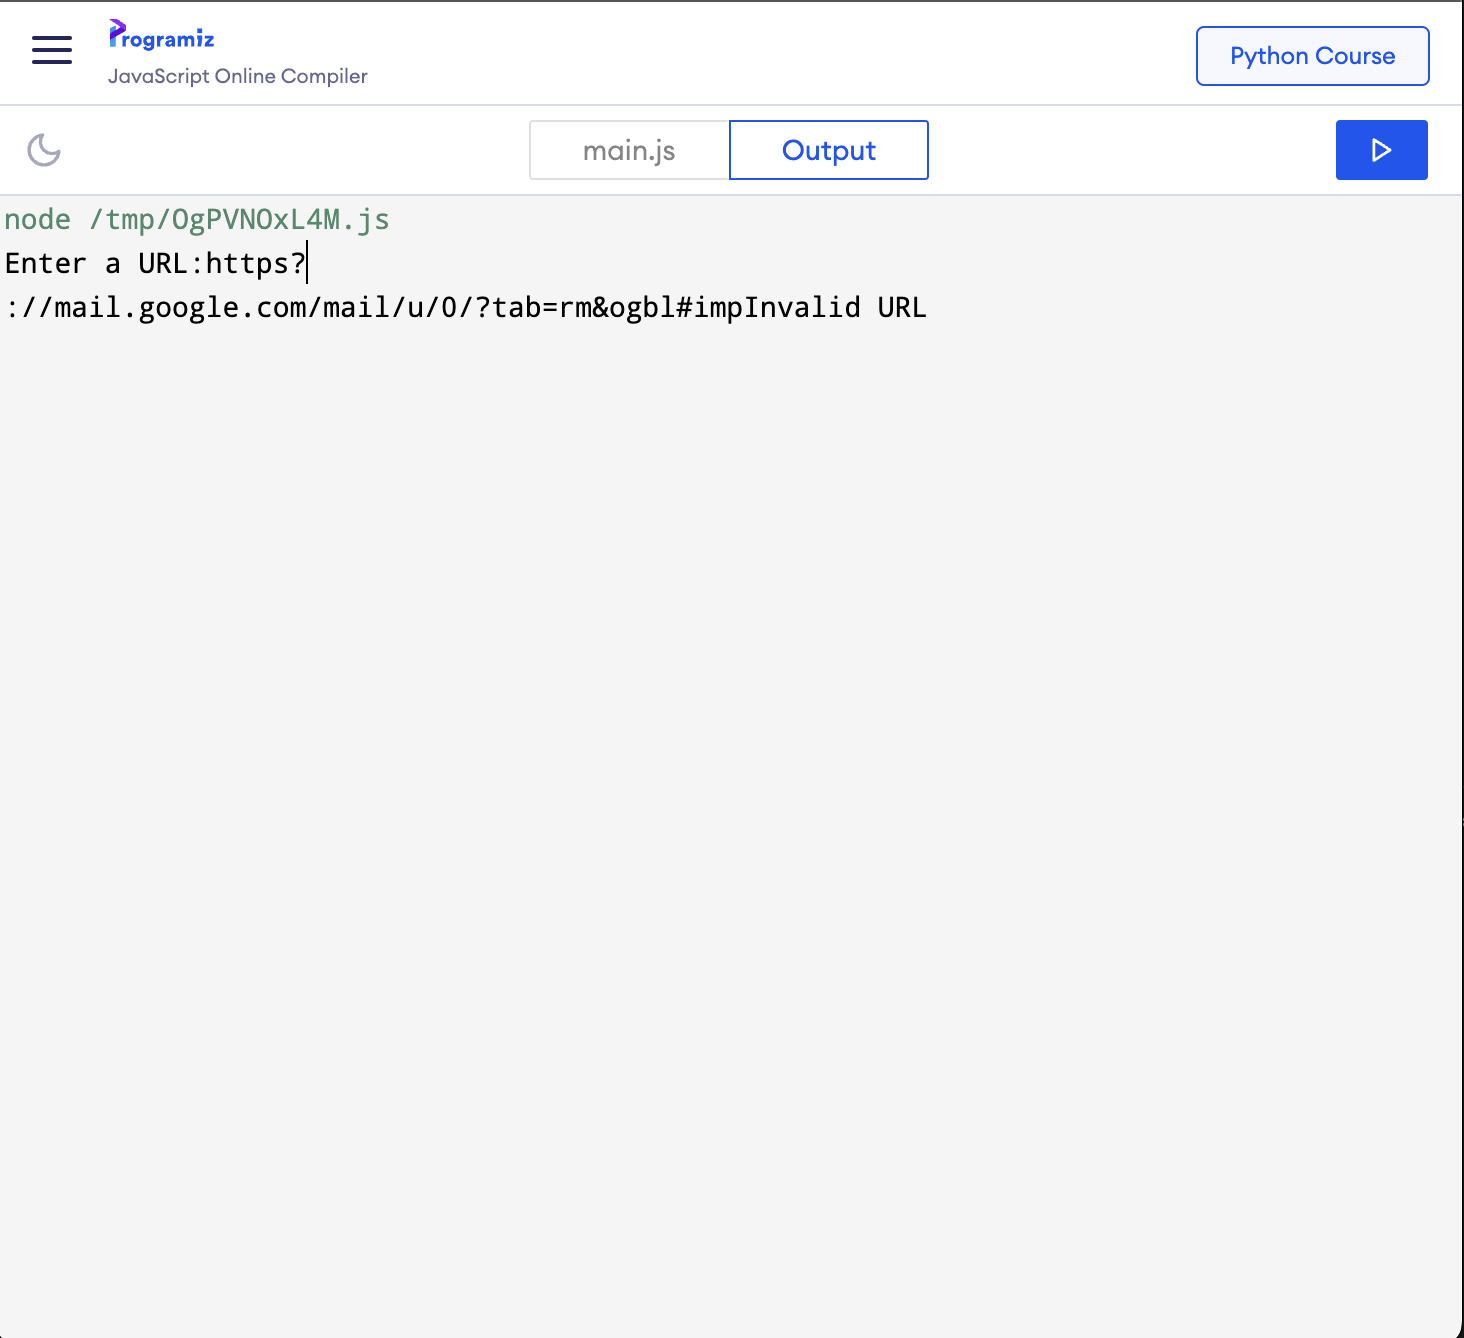 Programiz
JavaScript Online Compiler
Python Course
main.js
Output
node /tmp/OgPVNOxL4M.js
Enter a URL:https?
://mail.google.com/mail/u/0/?tab=rm&ogbl#impInvalid URL